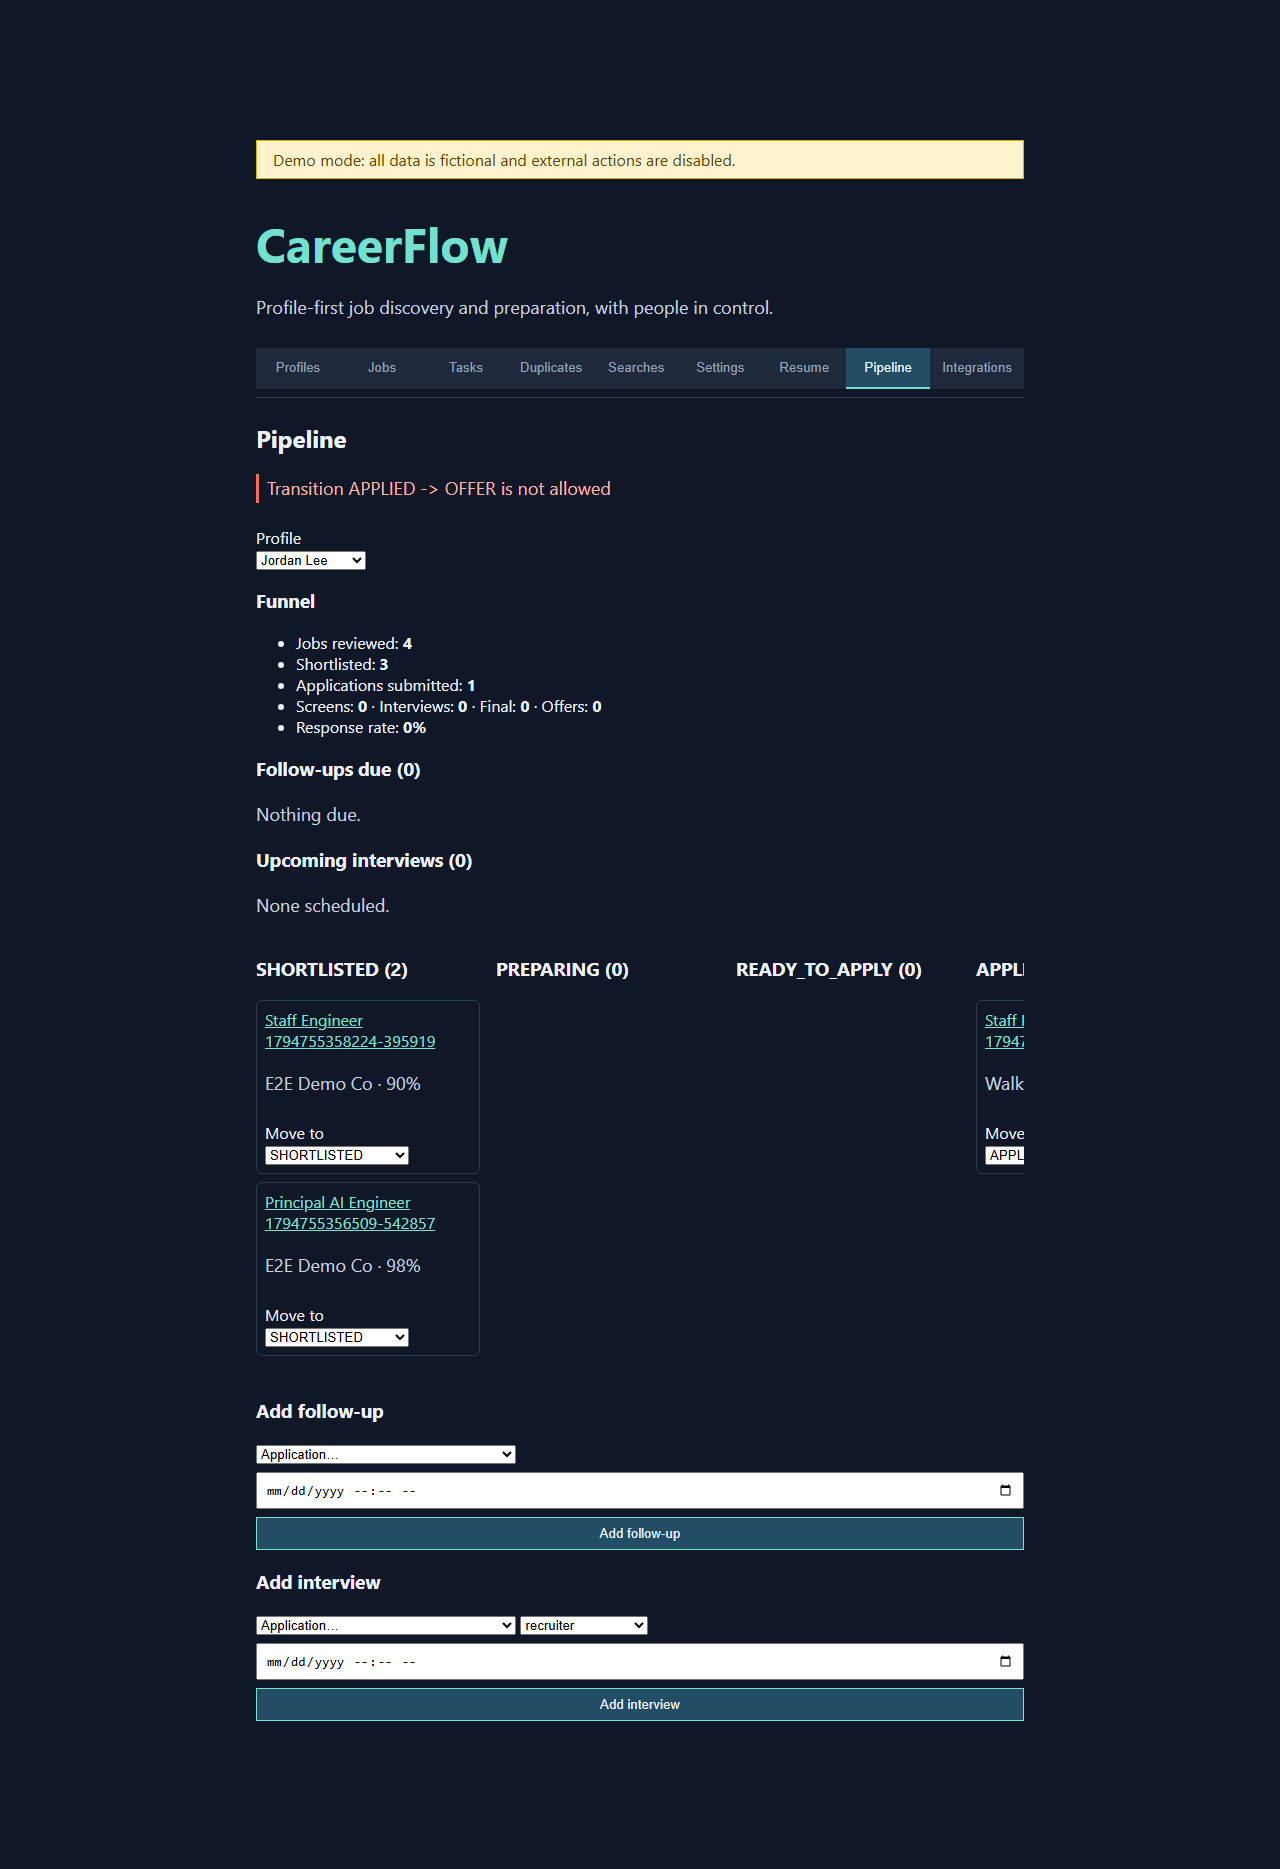 Demo mode: all data is fictional and external actions are disabled.
CareerFlow
Profile-first job discovery and preparation, with people in control.
Profiles Jobs Tasks Duplicates Searches Settings Resume Pipeline Integrations
Pipeline
Transition APPLIED -> OFFER is not allowed
Profile
Jordan Lee
Funnel
Jobs reviewed: 4
Shortlisted: 3
Applications submitted: 1
Screens: 0 · Interviews: 0 · Final: 0 · Offers: 0
Response rate: 0%
Follow-ups due (0)
Nothing due.
Upcoming interviews (0)
None scheduled.
SHORTLISTED (2)
Staff Engineer
1794755358224-395919
E2E Demo Co · 90%
Move to
SHORTLISTED
Principal AI Engineer
1794755356509-542857
E2E Demo Co · 98%
Move to
SHORTLISTED
PREPARING (0)
READY_TO_APPLY (0)
APPLI
Staff
17947
Walk
Move
APPL
Add follow-up
Application...
mm/dd/yyyy --:-- --
Add follow-up
Add interview
Application... recruiter
mm/dd/yyyy --:-- --
Add interview